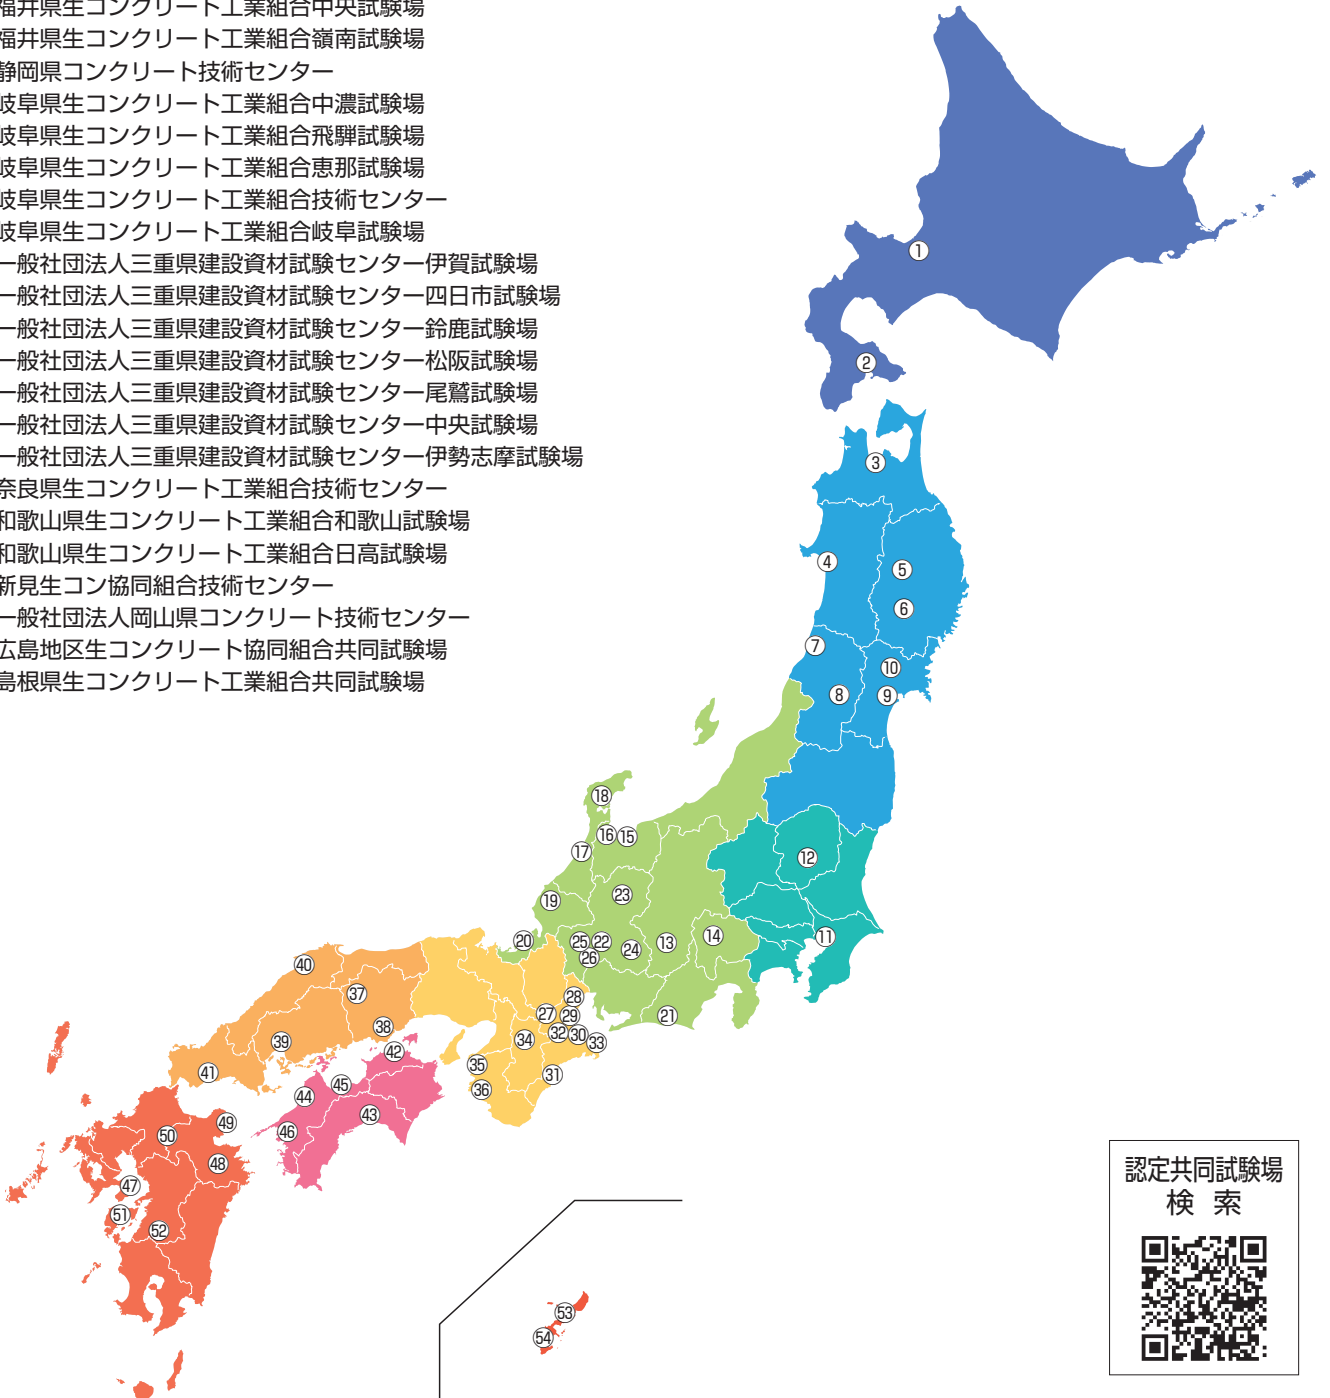 福井県生コンクリート工業組合中央試験場
福井県生コンクリート工業組合嶺南試験場
静岡県コンクリート技術センター
岐阜県生コンクリート工業組合中濃試験場
岐阜県生コンクリート工業組合飛騨試験場
岐阜県生コンクリート工業組合恵那試験場
岐阜県生コンクリート工業組合技術センター
岐阜県生コンクリート工業組合岐阜試験場
一般社団法人三重県建設資材試験センター伊賀試験場
一般社団法人三重県建設資材試験センター四日市試験場
一般社団法人三重県建設資材試験センター鈴鹿試験場
一般社団法人三重県建設資材試験センター松阪試験場
一般社団法人三重県建設資材試験センター尾鷲試験場
一般社団法人三重県建設資材試験センター中央試験場
一般社団法人三重県建設資材試験センター伊勢志摩試験場
奈良県生コンクリート工業組合技術センター
和歌山県生コンクリート工業組合和歌山試験場
和歌山県生コンクリート工業組合日高試験場
新見生コン協同組合技術センター
一般社団法人岡山県コンクリート技術センター
広島地区生コンクリート協同組合共同試験場
島根県生コンクリート工業組合共同試験場
①
②
③
④
⑤
⑥
⑦
⑩
⑧
⑨
⑱
⑯
⑮
⑰
⑫
㉓
⑲
⑭
⑪
⑳
㉕
㉒
㉔
⑬
㉖
㊵
㊲
㉘
㉗
㉙
㉑
㊳
㉜
㉚
㉝
㉞
㊴
㊷
㉟
㊶
㉛
㊱
㊺
㊹
㊸
㊾
㊻
㊿
㊽
㊼
51
52
53
54
認定共同試験場
検 索